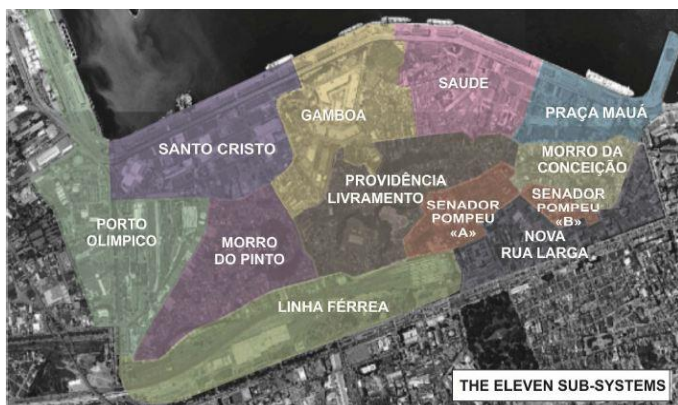 SAUDE
GAMBOA
PRAÇA MAUÁ
SANTO CRISTO
MORRO DA
CONCEIÇÃO
PROVIDÈNCIA
LIVRAMENTO
SENADOR
POMPEU
«A»
SENADOR
POMPEU
«B»
PORTO
OLIMPICO
MORRO
DO PINTO
NOVA
RUA LARGA
LINHA FÉRREA
THE ELEVEN SUB-SYSTEMS